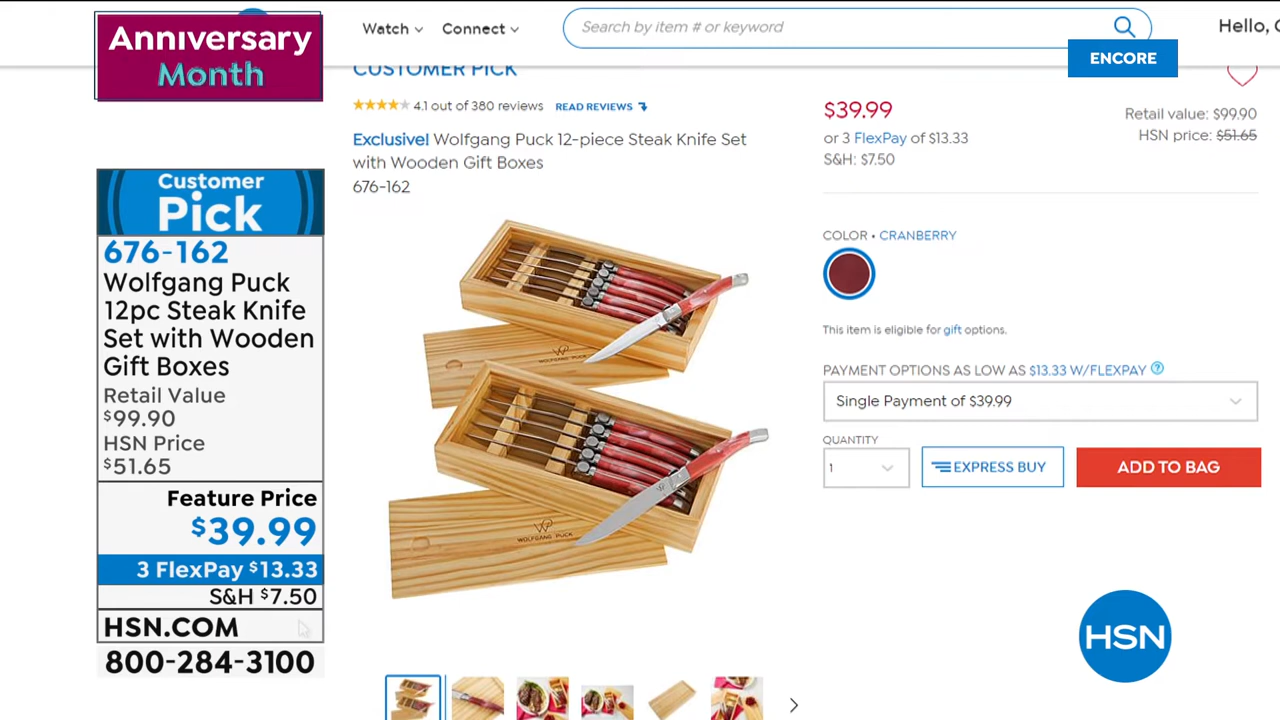 Anniversary
Month
Watch
Connect
Search by item # or keyword
Hello,
ENCORE
Customer
Pick
676-162
Wolfgang Puck
12pc Steak Knife
Set with Wooden
Gift Boxes
Retail Value
$99.90
HSN Price
$51.65
Feature Price
$39.99
3 FlexPay $13.33
S&H $7.50
HSN.COM
800-284-3100
CUSTOMER PICK
4.1 out of 380 reviews READ REVIEWS
Exclusive! Wolfgang Puck 12-piece Steak Knife Set
with Wooden Gift Boxes
676-162
WOLFGANG PUCK
WP
WOLFGANG PUCK
$39.99
or 3 FlexPay of $13.33
S&H: $7.50
Retail value: $99.90
HSN price: $51.65
COLOR • CRANBERRY
This item is eligible for gift options.
PAYMENT OPTIONS AS LOW AS $13.33 W/FLEXPAY ?
Single Payment of $39.99
QUANTITY
1
EXPRESS BUY
ADD TO BAG
HSN